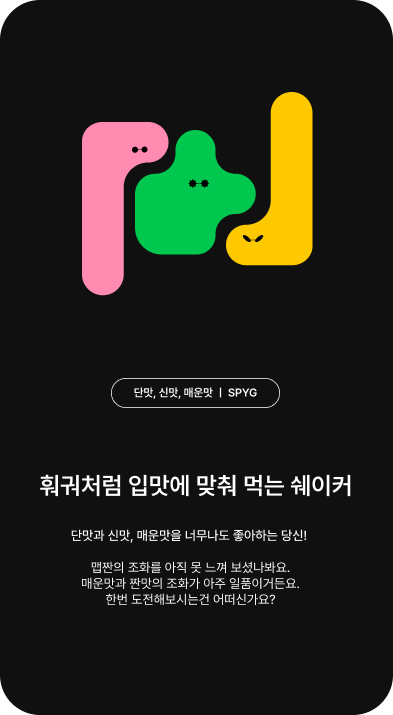 단맛, 신맛, 매운맛 | SPYG
훠궈처럼 입맛에 맞춰 먹는 쉐이커
단맛과 신맛, 매운맛을 너무나도 좋아하는 당신!
맵짠의 조화를 아직 못 느껴 보셨나봐요.
매운맛과 짠맛의 조화가 아주 일품이거든요.
한번 도전해보시는건 어떠신가요?